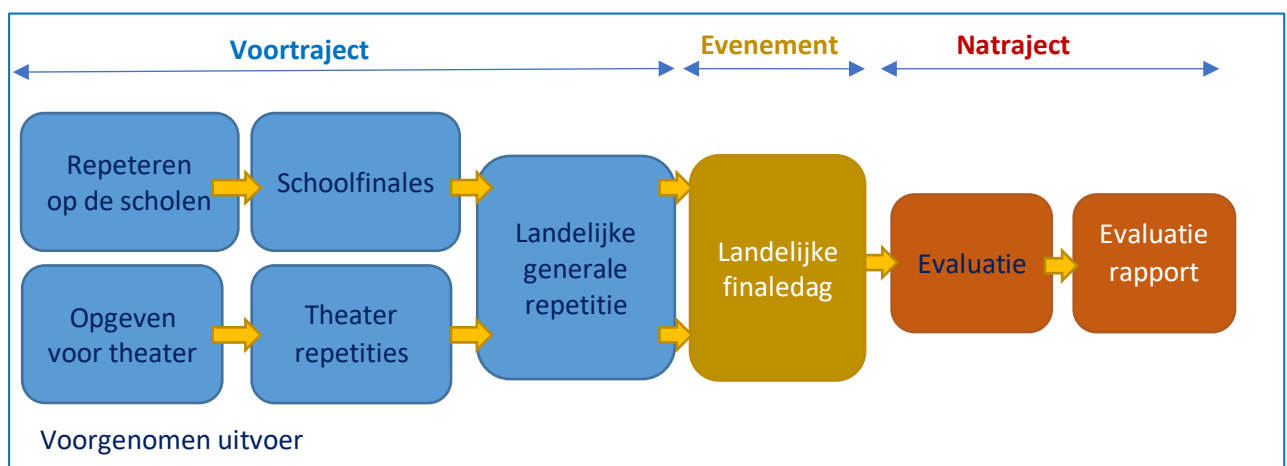 Voortraject
Evenement
Natraject
Repeteren
op de scholen
Schoolfinales
Opgeven
voor theater
Theater
repetities
Landelijke
generale
repetitie
Landelijke
finaledag
Evaluatie
Evaluatie
rapport
Voorgenomen uitvoer